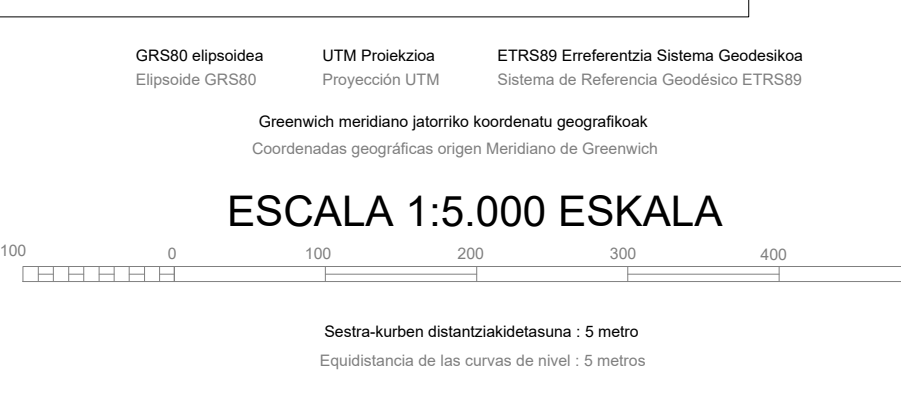 GRS80 elipsoidea UTM Proiekzioa ETRS89 Erreferentzia Sistema Geodesikoa
Elipsoide GRS80 Proyección UTM Sistema de Referencia Geodésico ETRS89
Greenwich meridiano jatorriko koordenatu geografikoak
Coordenadas geográficas origen Meridiano de Greenwich
ESCALA 1:5.000 ESKALA
100 0 100 200 300 400
Sestra-kurben distantziakidetasuna : 5 metro
Equidistancia de las curvas de nivel : 5 metros